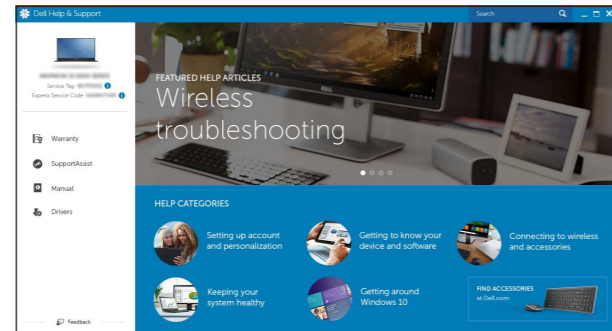 Dell Help & Support
Search
Service Tag:
Express Service Code:
Warranty
SupportAssist
Manual
Drivers
Feedback
FEATURED HELP ARTICLES
Wireless
troubleshooting
HELP CATEGORIES
Setting up account
and personalization
Getting to know your
device and software
Connecting to wireless
and accessories
Keeping your
system healthy
Getting around
Windows 10
FIND ACCESSORIES
at Dell.com